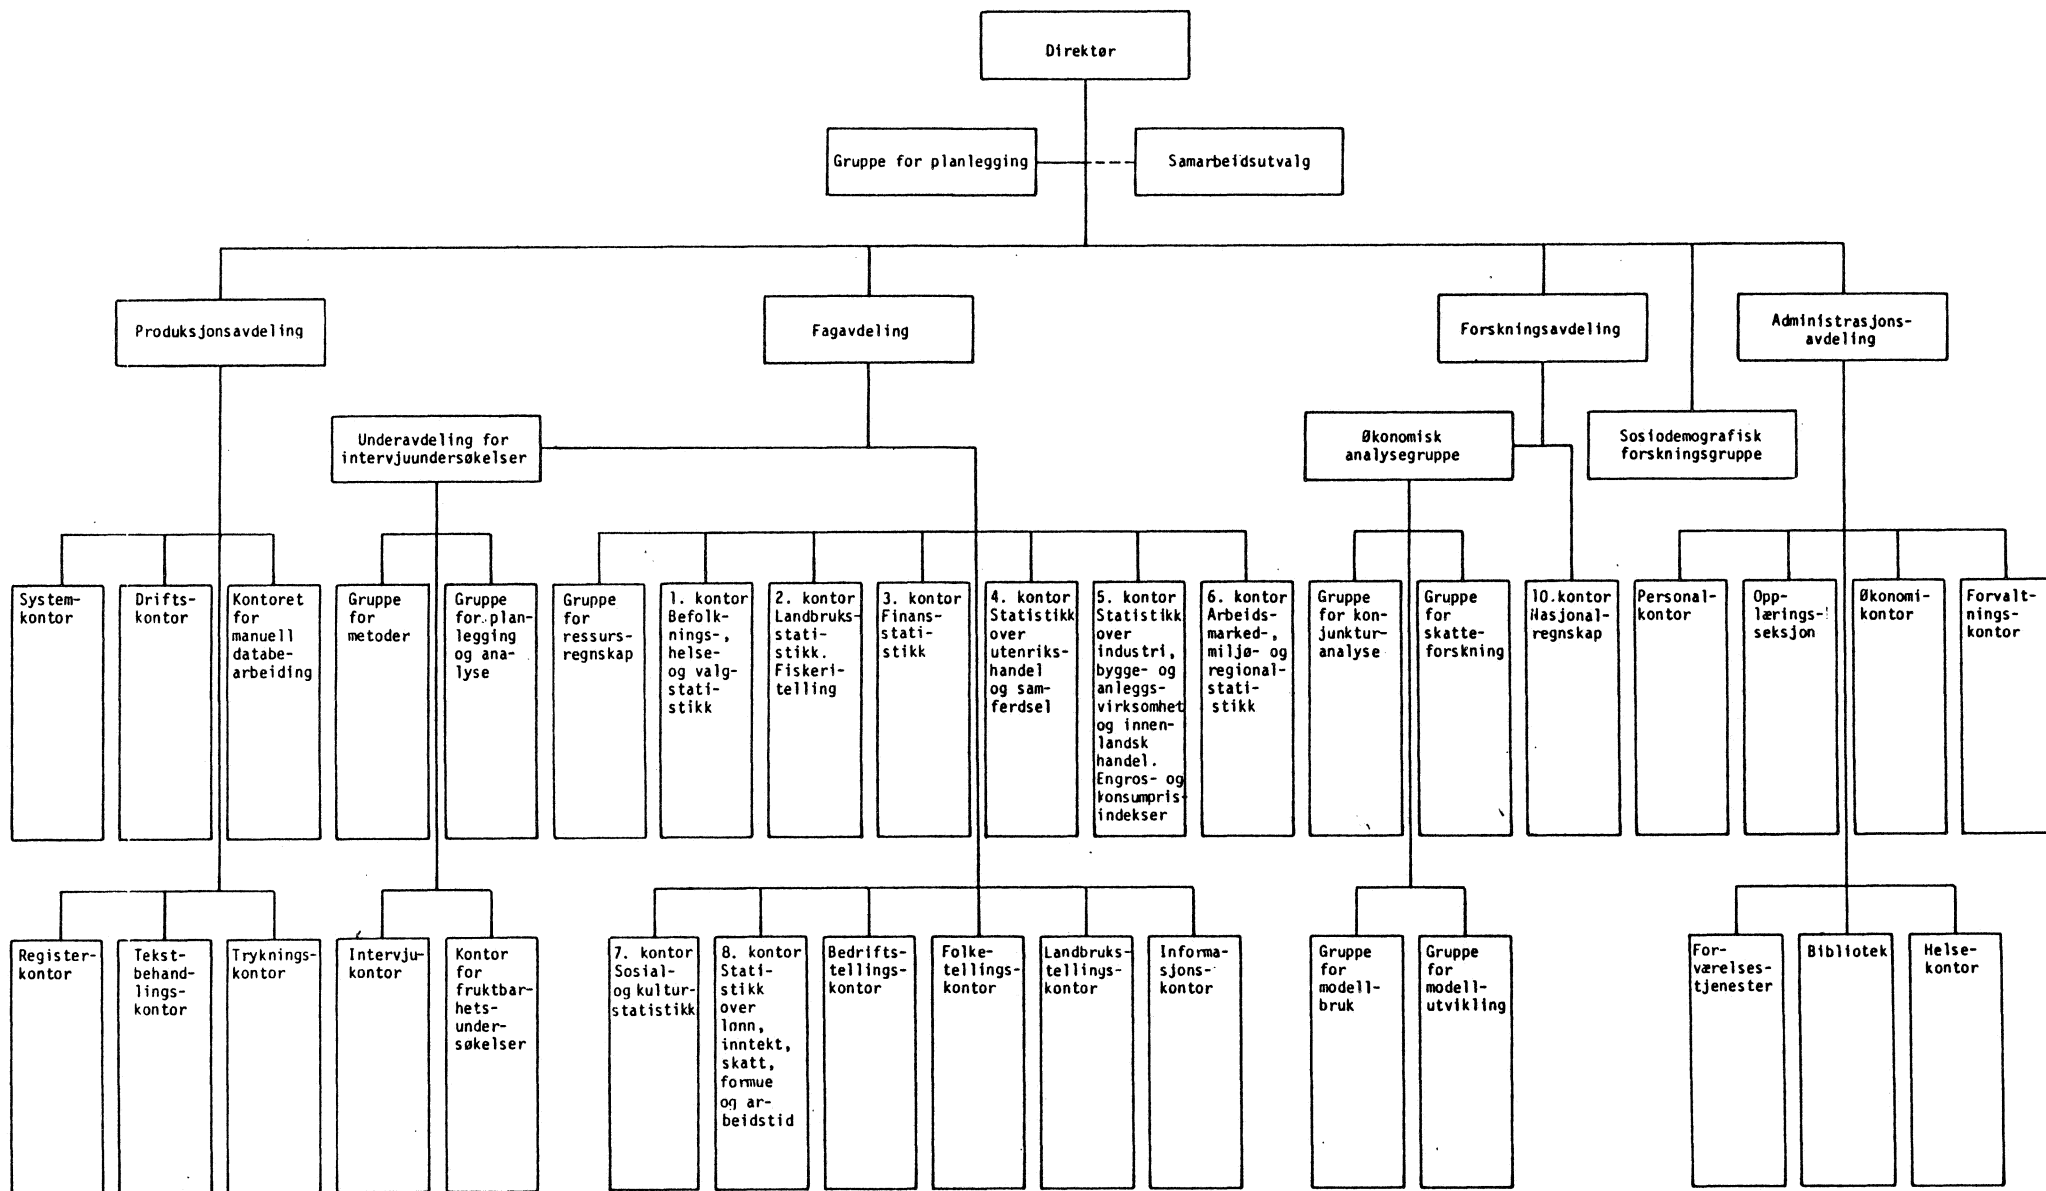 Direktør
Gruppe for planlegging
Samarbeidsutvalg
Produksjonsavdeling
Fagavdeling
Forskningsavdeling
Administrasjons-
avdeling
Underavdeling for
intervjuundersøkelser
Økonomisk
analysegruppe
Sosiodemografisk
forskningsgruppe
System-
kontor
Drifts-
kontor
Kontoret
for
manuell
databe-
arbeiding
Gruppe
for
metoder
Gruppe
for plan-
legging
og ana-
lyse
Gruppe
for
ressurs-
regnskap
1. kontor
Befolk-
nings-,
helse-
og valg-
stati-
stikk
2. kontor
Landbruks-
stati-
stikk.
Fiskeri-
telling
3. kontor
Finans-
stati-
stikk
4. kontor
Statistikk
over
utenriks-
handel
og sam-
ferdsel
5. kontor
Statistikk
over
industri,
bygge- og
anleggs-
virksomhet
og innen-
landsk
handel.
Engros- og
konsumpris-
indekser
6. kontor
Arbeids-
marked-,
miljø- og
regional-
stati-
stikk
Gruppe
for kon-
junktur-
analyse
Gruppe
for
skatte-
forskning
10.kontor
Nasjonal-
regnskap
Personal-
kontor
Opp-
lærings-
seksjon
Økonomi-
kontor
Forvalt-
nings-
kontor
Register-
kontor
Tekst-
behand-
lings-
kontor
Tryknings-
kontor
Intervju-
kontor
Kontor
for
fruktbar-
hets-
under-
søkelser
7. kontor
Sosial-
og kultur-
statistikk
8. kontor
Stati-
stikk
over
lønn,
inntekt,
skatt,
formue
og ar-
beidstid
Bedrifts-
tellings-
kontor
Folke-
tellings-
kontor
Landbruks-
tellings-
kontor
Informa-
sjons-
kontor
Gruppe
for
modell-
bruk
Gruppe
for
modell-
utvikling
For-
værelses-
tjenester
Bibliotek
Helse-
kontor